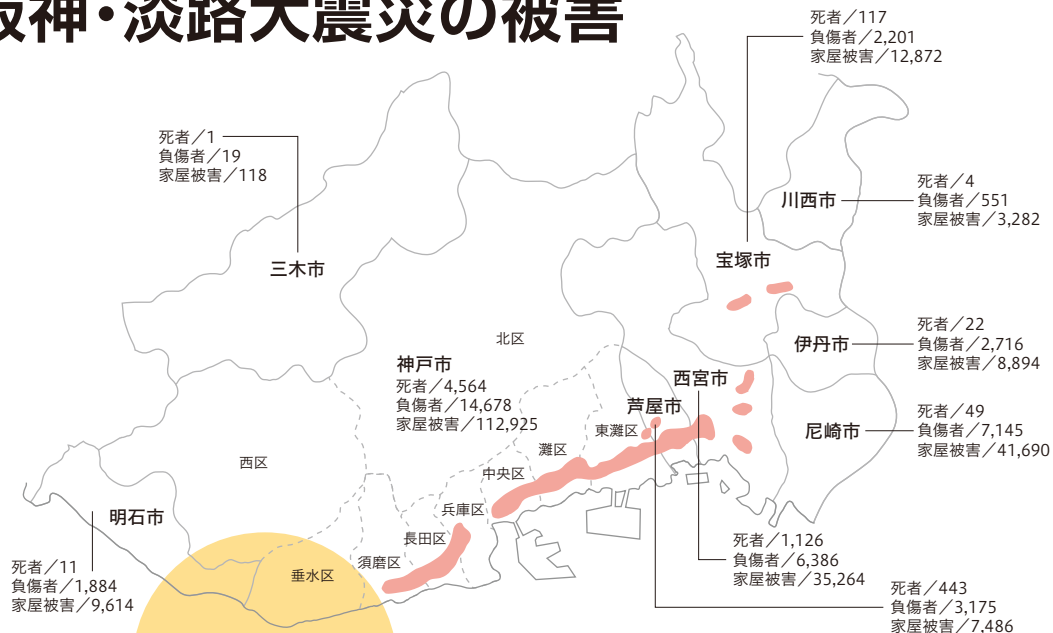 阪神・淡路大震災の被害
死者/117
負傷者/2,201
家屋被害/12,872
死者/1
負傷者/19
家屋被害/118
三木市
川西市
死者/4
負傷者/551
家屋被害/3,282
宝塚市
北区
神戸市
死者/4,564
負傷者/14,678
家屋被害/112,925
伊丹市
死者/22
負傷者/2,716
家屋被害/8,894
西宮市
芦屋市
尼崎市
死者/49
負傷者/7,145
家屋被害/41,690
東灘区
灘区
中央区
西区
兵庫区
長田区
須磨区
垂水区
明石市
死者/11
負傷者/1,884
家屋被害/9,614
死者/1,126
負傷者/6,386
家屋被害/35,264
死者/443
負傷者/3,175
家屋被害/7,486